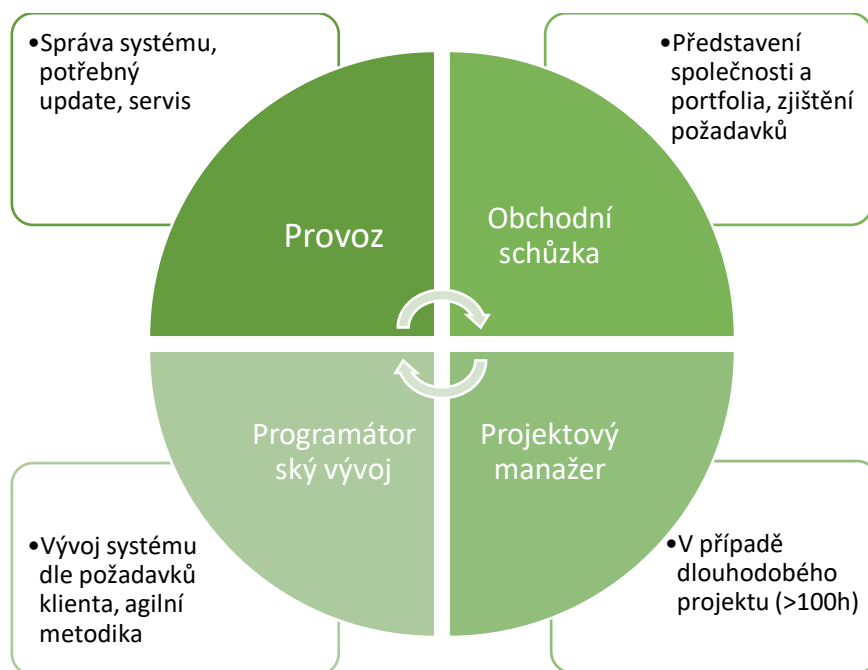 •Správa systému,
potřebný
update, servis
•Představení
společnosti a
portfolia, zjištění
požadavků
Provoz
Obchodní
schůzka
Programátor
ský vývoj
Projektový
manažer
•Vývoj systému
dle požadavků
klienta, agilní
metodika
•V případě
dlouhodobého
projektu (>100h)